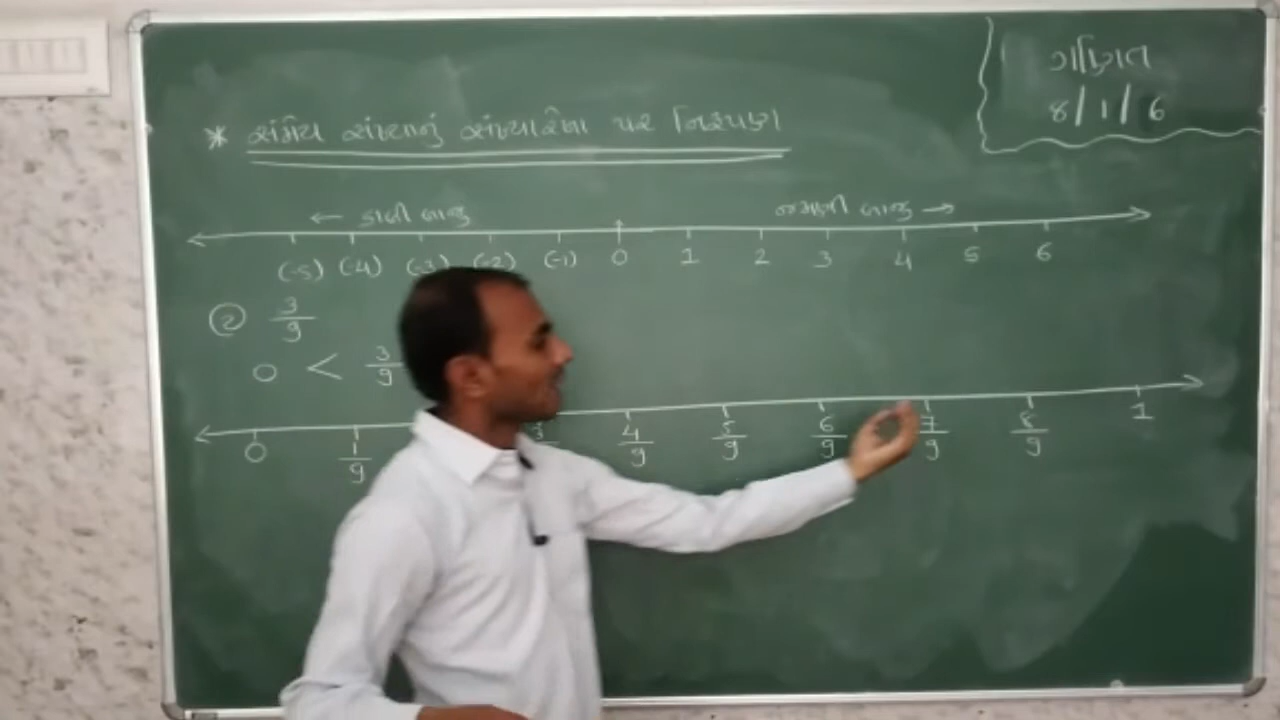 ગણિત
8/1/6
* સંમેય સંખ્યાનું સંખ્યારેખા પર નિરૂપણ
← ડાબી બાજુ જમણી બાજુ →
(-5) (-4) (-3) (-2) (-1) 0 1 2 3 4 5 6
② 3/9
0 < 3/9
0 1/9 3 4/9 5/9 6/9 7/9 8/9 1